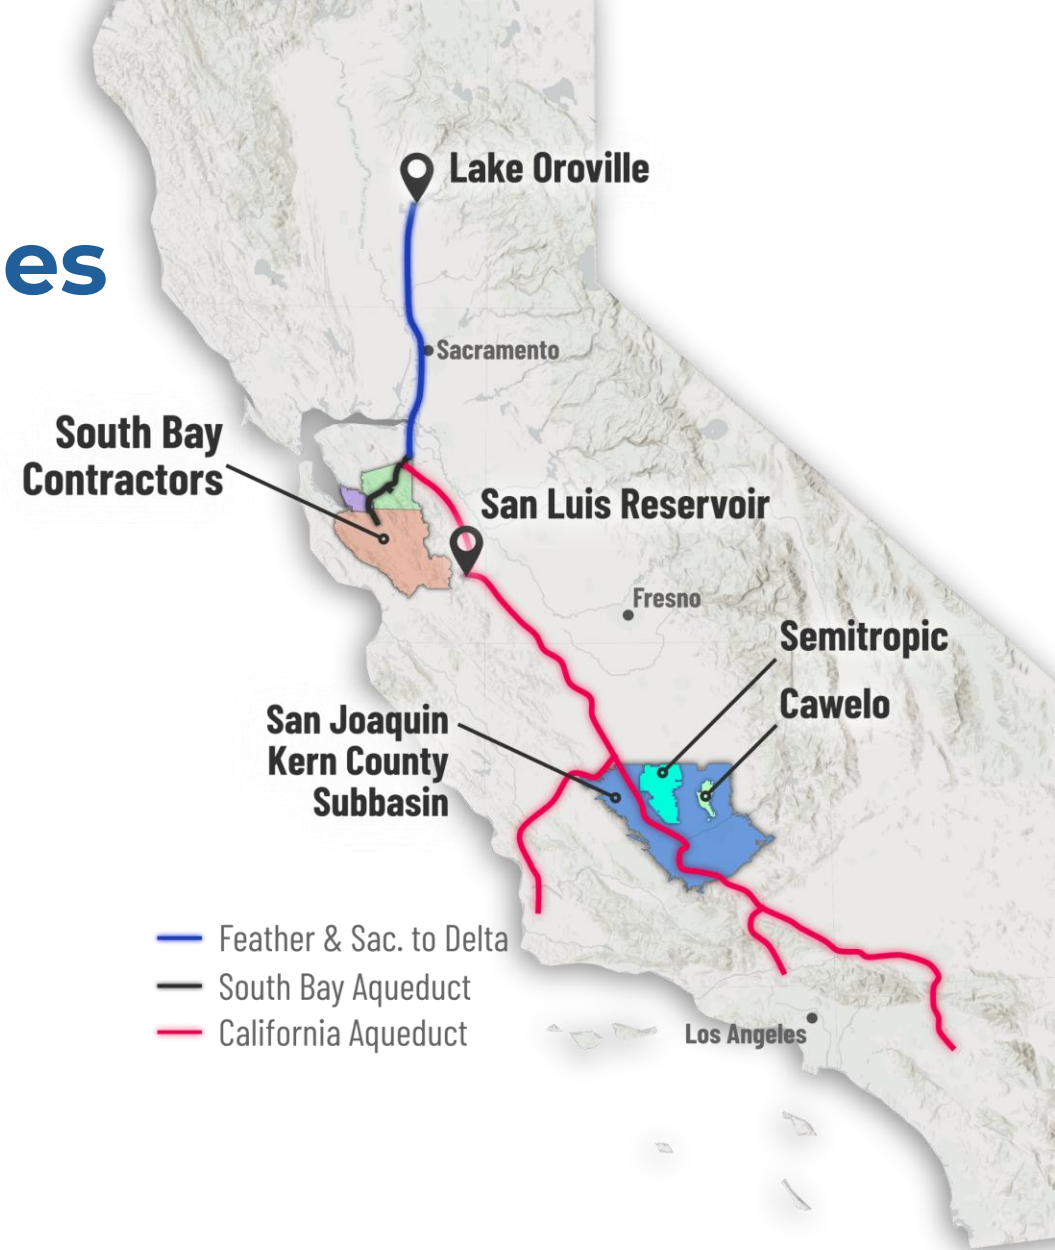 Lake Oroville
es
Sacramento
South Bay
Contractors
San Luis Reservoir
Fresno
Semitropic
Cawelo
San Joaquin
Kern County
Subbasin
Feather & Sac. to Delta
South Bay Aqueduct
California Aqueduct
Los Angeles